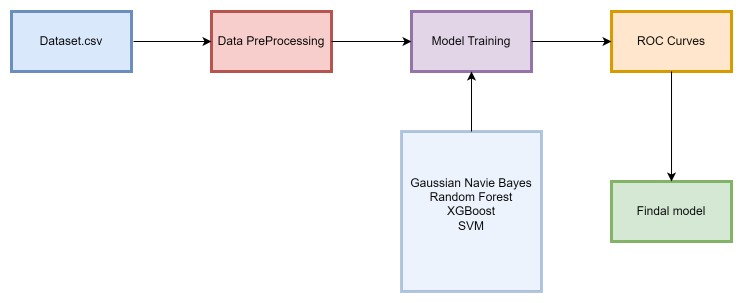 Dataset.csv
Data PreProcessing
Model Training
ROC Curves
Gaussian Navie Bayes
Random Forest
XGBoost
SVM
Findal model